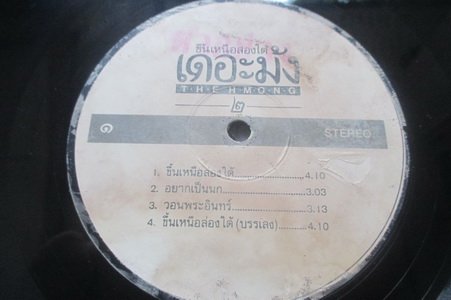 ขึ้นเหนือล่องใต้
เดอะม้ง
THE HMONG
๒
๑ STEREO
1. ขึ้นเหนือล่องใต้..........................4.10
2. อยากเป็นนก..............................3.03
3. วอนพระอินทร์...........................3.13
4. ขึ้นเหนือล่องใต้ (บรรเลง)............4.10